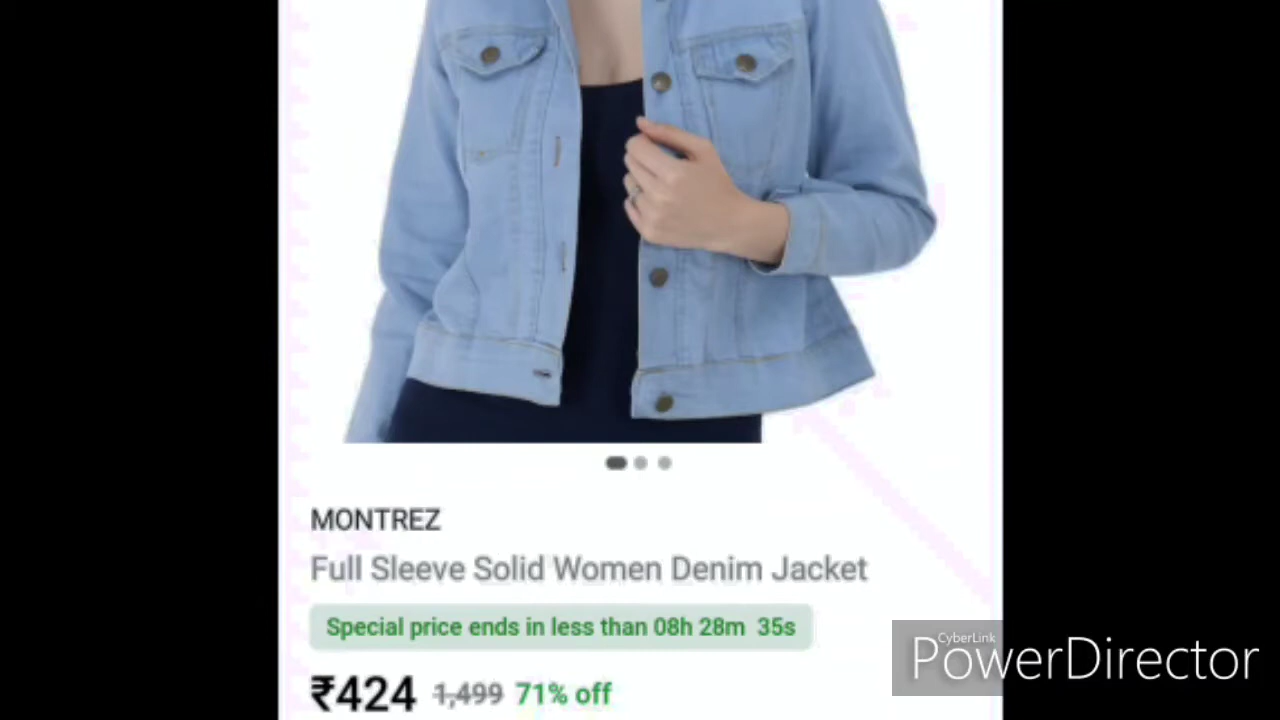 MONTREZ
Full Sleeve Solid Women Denim Jacket
Special price ends in less than 08h 28m 35s
₹424 1,499 71% off
CyberLink
PowerDirector